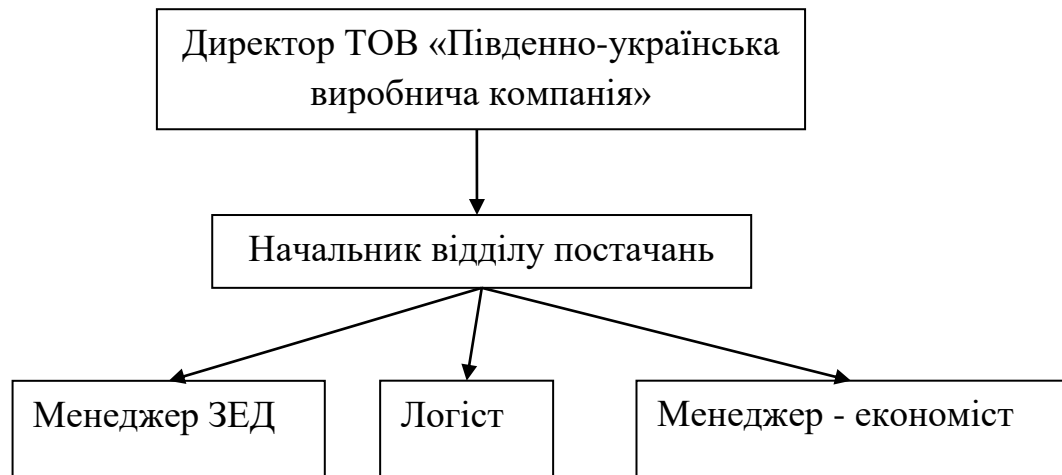 Директор ТОВ «Південно-українська
виробнича компанія»
Начальник відділу постачань
Менеджер ЗЕД
Логіст
Менеджер - економіст